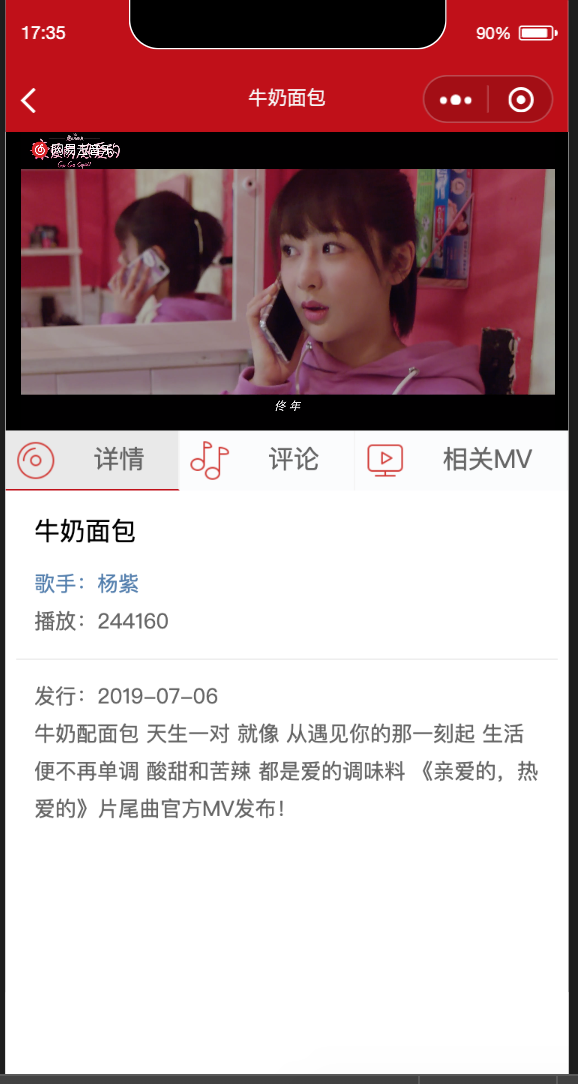 17:35
90%
牛奶面包
佟年
详情
评论
相关MV
牛奶面包
歌手：杨紫
播放：244160
发行：2019-07-06
牛奶配面包 天生一对 就像 从遇见你的那一刻起 生活
便不再单调 酸甜和苦辣 都是爱的调味料 《亲爱的，热
爱的》片尾曲官方MV发布！